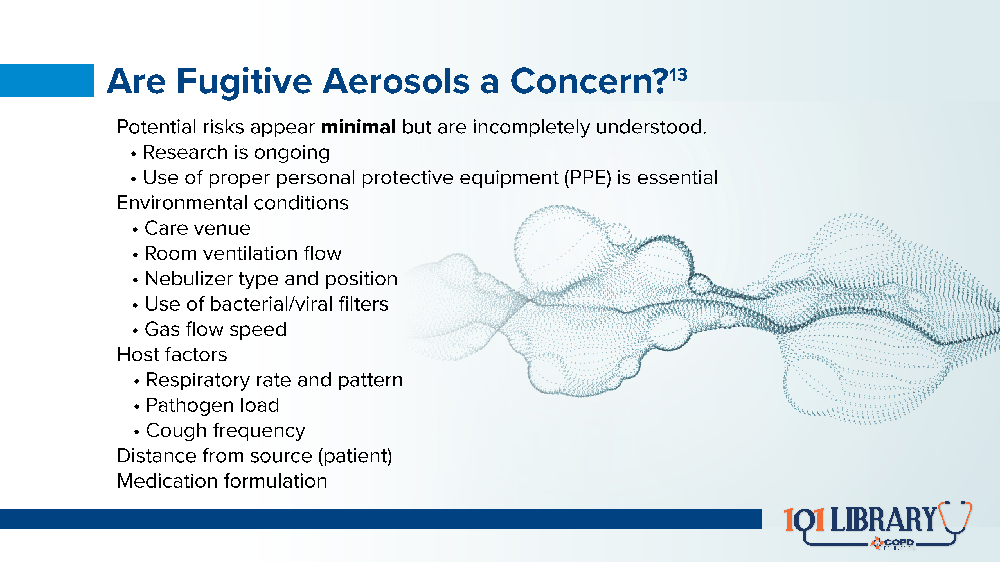 Are Fugitive Aerosols a Concern?13
Potential risks appear minimal but are incompletely understood.
• Research is ongoing
• Use of proper personal protective equipment (PPE) is essential
Environmental conditions
• Care venue
• Room ventilation flow
• Nebulizer type and position
• Use of bacterial/viral filters
• Gas flow speed
Host factors
• Respiratory rate and pattern
• Pathogen load
• Cough frequency
Distance from source (patient)
Medication formulation
101 LIBRARY
COPD
FOUNDATION®